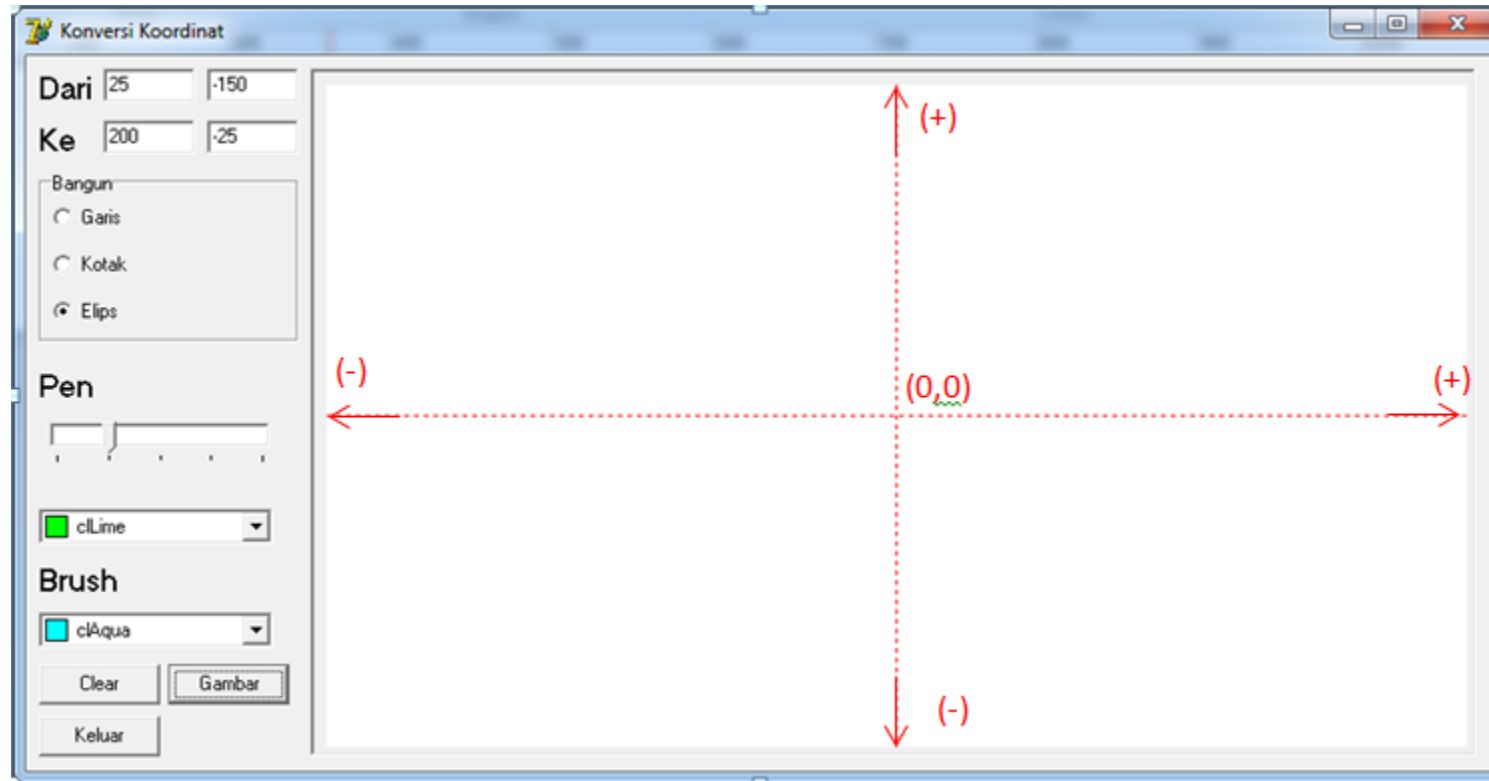 Konversi Koordinat
Dari 25 -150
Ke 200 -25
Bangun
Garis
Kotak
Elips
Pen
clLime
Brush
clAqua
Clear Gambar
Keluar
(+)
(-) (0,0) (+)
(-)